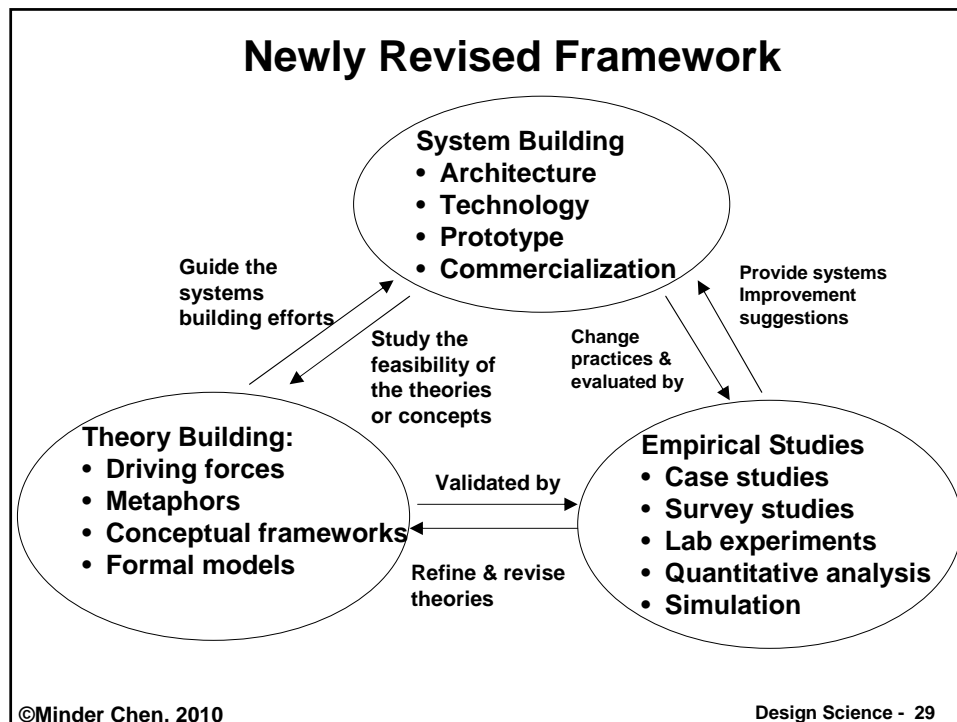 Newly Revised Framework
System Building
• Architecture
• Technology
• Prototype
• Commercialization
Guide the
systems
building efforts
Study the
feasibility of
the theories
or concepts
Change
practices &
evaluated by
Provide systems
Improvement
suggestions
Theory Building:
• Driving forces
• Metaphors
• Conceptual frameworks
• Formal models
Validated by
Refine & revise
theories
Empirical Studies
• Case studies
• Survey studies
• Lab experiments
• Quantitative analysis
• Simulation
©Minder Chen, 2010
Design Science - 29